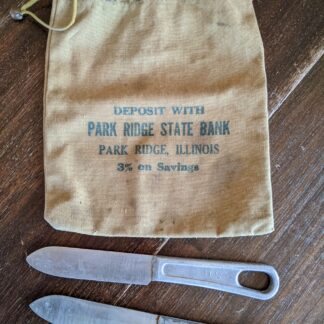 DEPOSIT WITH
PARK RIDGE STATE BANK
PARK RIDGE, ILLINOIS
3% on Savings